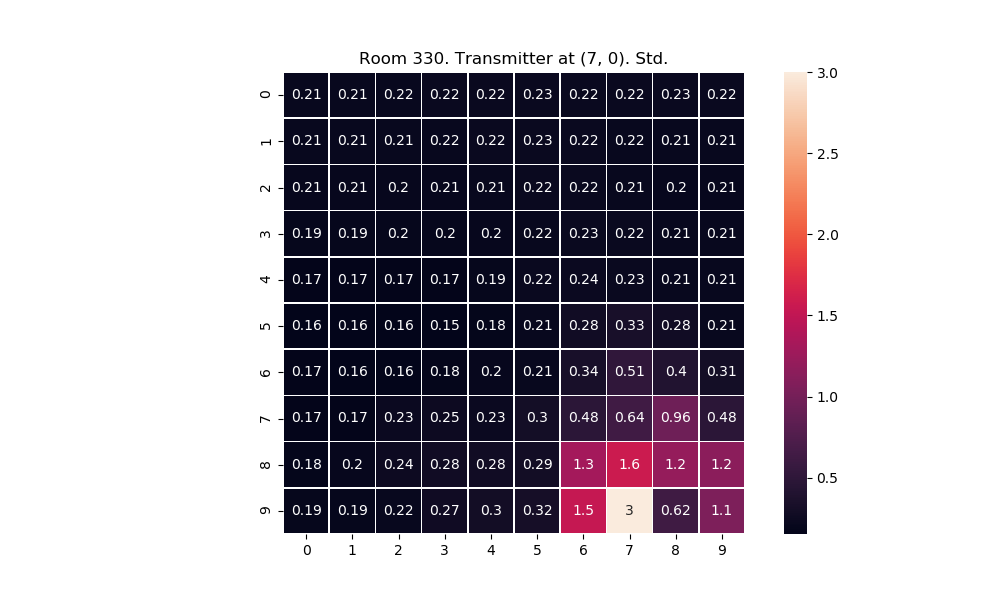 Room 330. Transmitter at (7, 0). Std.
0 0.21 0.21 0.22 0.22 0.22 0.23 0.22 0.22 0.23 0.22
1 0.21 0.21 0.21 0.22 0.22 0.23 0.22 0.22 0.21 0.21
2 0.21 0.21 0.2 0.21 0.21 0.22 0.22 0.21 0.2 0.21
3 0.19 0.19 0.2 0.2 0.2 0.22 0.23 0.22 0.21 0.21
4 0.17 0.17 0.17 0.17 0.19 0.22 0.24 0.23 0.21 0.21
5 0.16 0.16 0.16 0.15 0.18 0.21 0.28 0.33 0.28 0.21
6 0.17 0.16 0.16 0.18 0.2 0.21 0.34 0.51 0.4 0.31
7 0.17 0.17 0.23 0.25 0.23 0.3 0.48 0.64 0.96 0.48
8 0.18 0.2 0.24 0.28 0.28 0.29 1.3 1.6 1.2 1.2
9 0.19 0.19 0.22 0.27 0.3 0.32 1.5 3 0.62 1.1
0 1 2 3 4 5 6 7 8 9
3.0
2.5
2.0
1.5
1.0
0.5